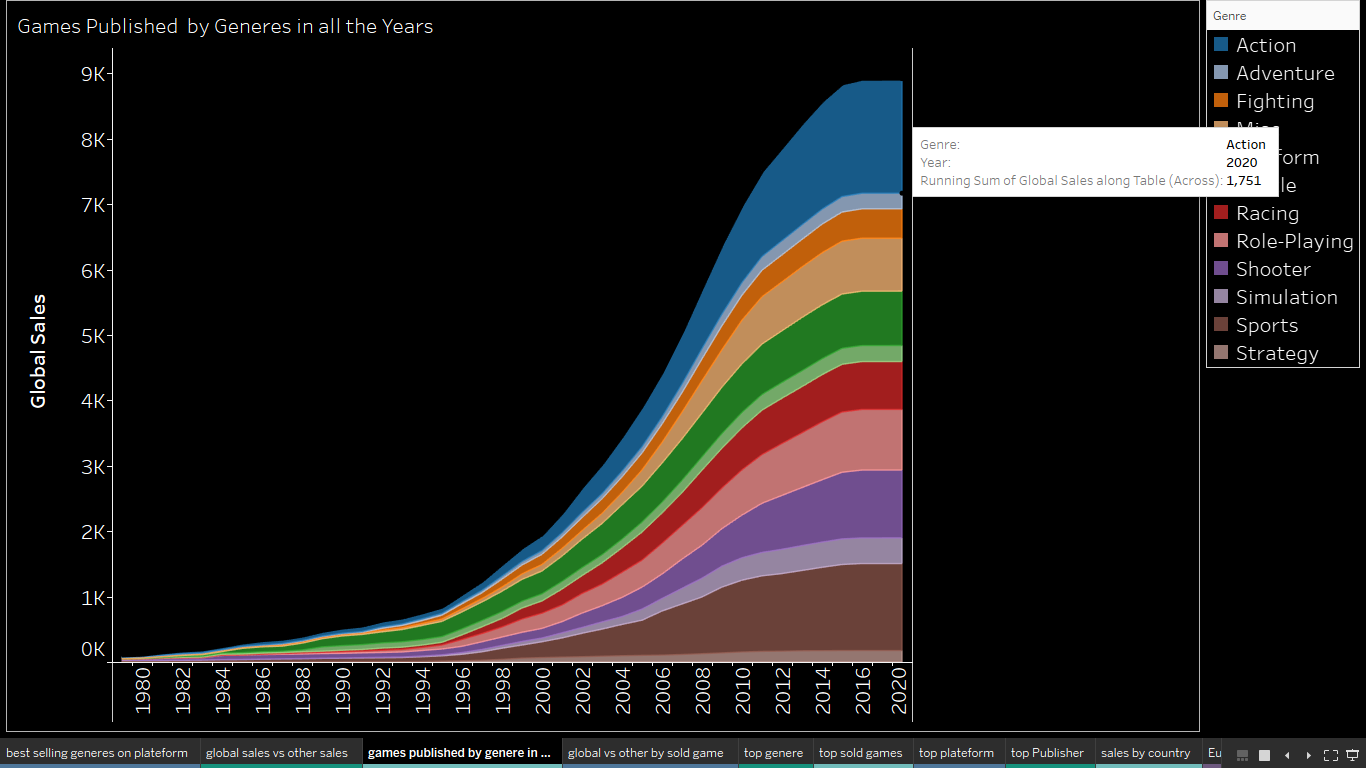 Games Published by Generes in all the Years
Genre
Action
Adventure
Fighting
Racing
Role-Playing
Shooter
Simulation
Sports
Strategy
Genre: Action
Year: 2020
Running Sum of Global Sales along Table (Across): 1,751
Global Sales
9K
8K
7K
6K
5K
4K
3K
2K
1K
0K
1980 1982 1984 1986 1988 1990 1992 1994 1996 1998 2000 2002 2004 2006 2008 2010 2012 2014 2016 2018 2020
best selling generes on plateform global sales vs other sales games published by genere in ... global vs other by sold game top genere top sold games top plateform top Publisher sales by country Eu